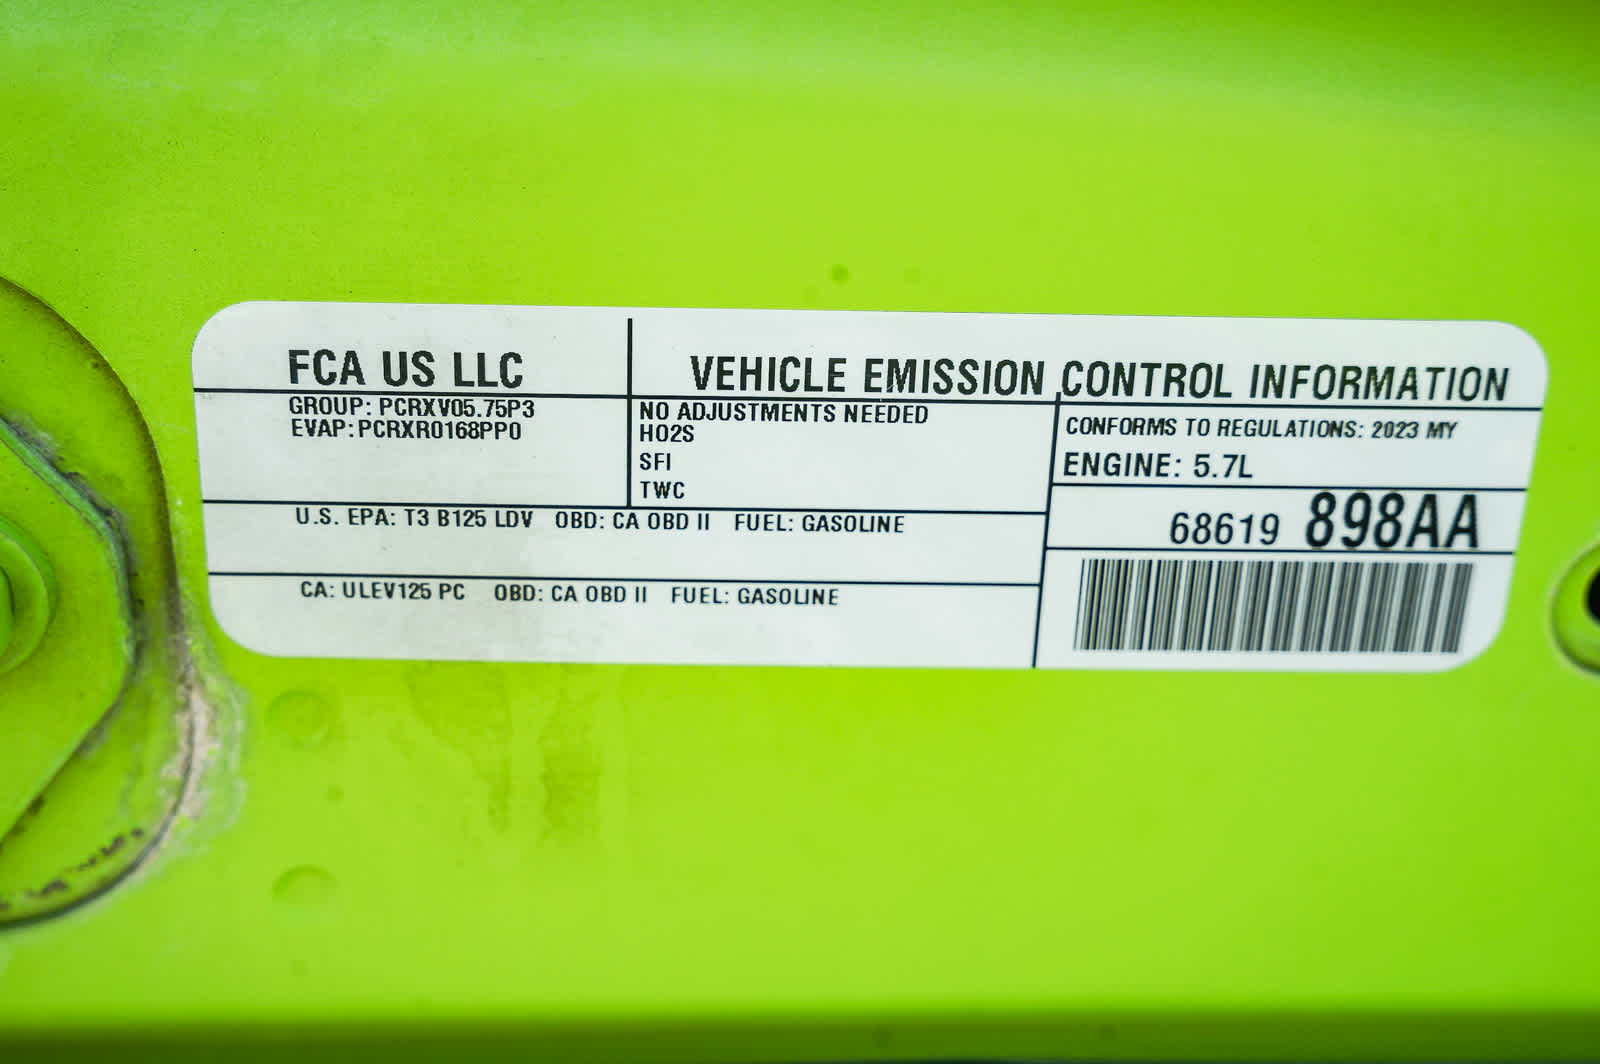 FCA US LLC
VEHICLE EMISSION CONTROL INFORMATION
GROUP: PCRXV05.75P3
EVAP: PCRXR0168PP0
NO ADJUSTMENTS NEEDED
HO2S
SFI
TWC
CONFORMS TO REGULATIONS: 2023 MY
ENGINE: 5.7L
68619 898AA
U.S. EPA: T3 B125 LDV OBD: CA OBD II FUEL: GASOLINE
CA: ULEV125 PC OBD: CA OBD II FUEL: GASOLINE